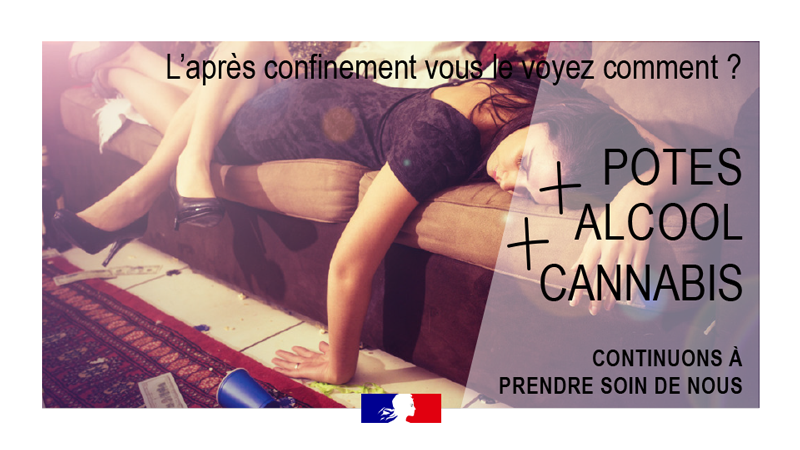 L'après confinement vous le voyez comment ?
+ POTES
+ ALCOOL
CANNABIS
CONTINUONS À
PRENDRE SOIN DE NOUS